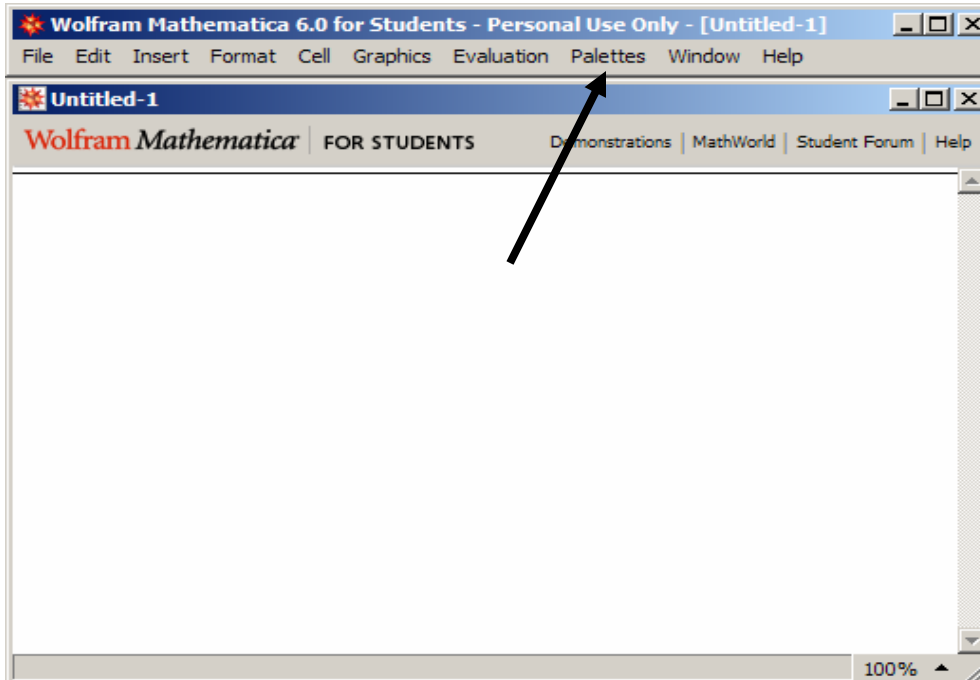 Wolfram Mathematica 6.0 for Students - Personal Use Only - [Untitled-1]
File Edit Insert Format Cell Graphics Evaluation Palettes Window Help
Untitled-1
Wolfram Mathematica FOR STUDENTS Demonstrations | MathWorld | Student Forum | Help
100%